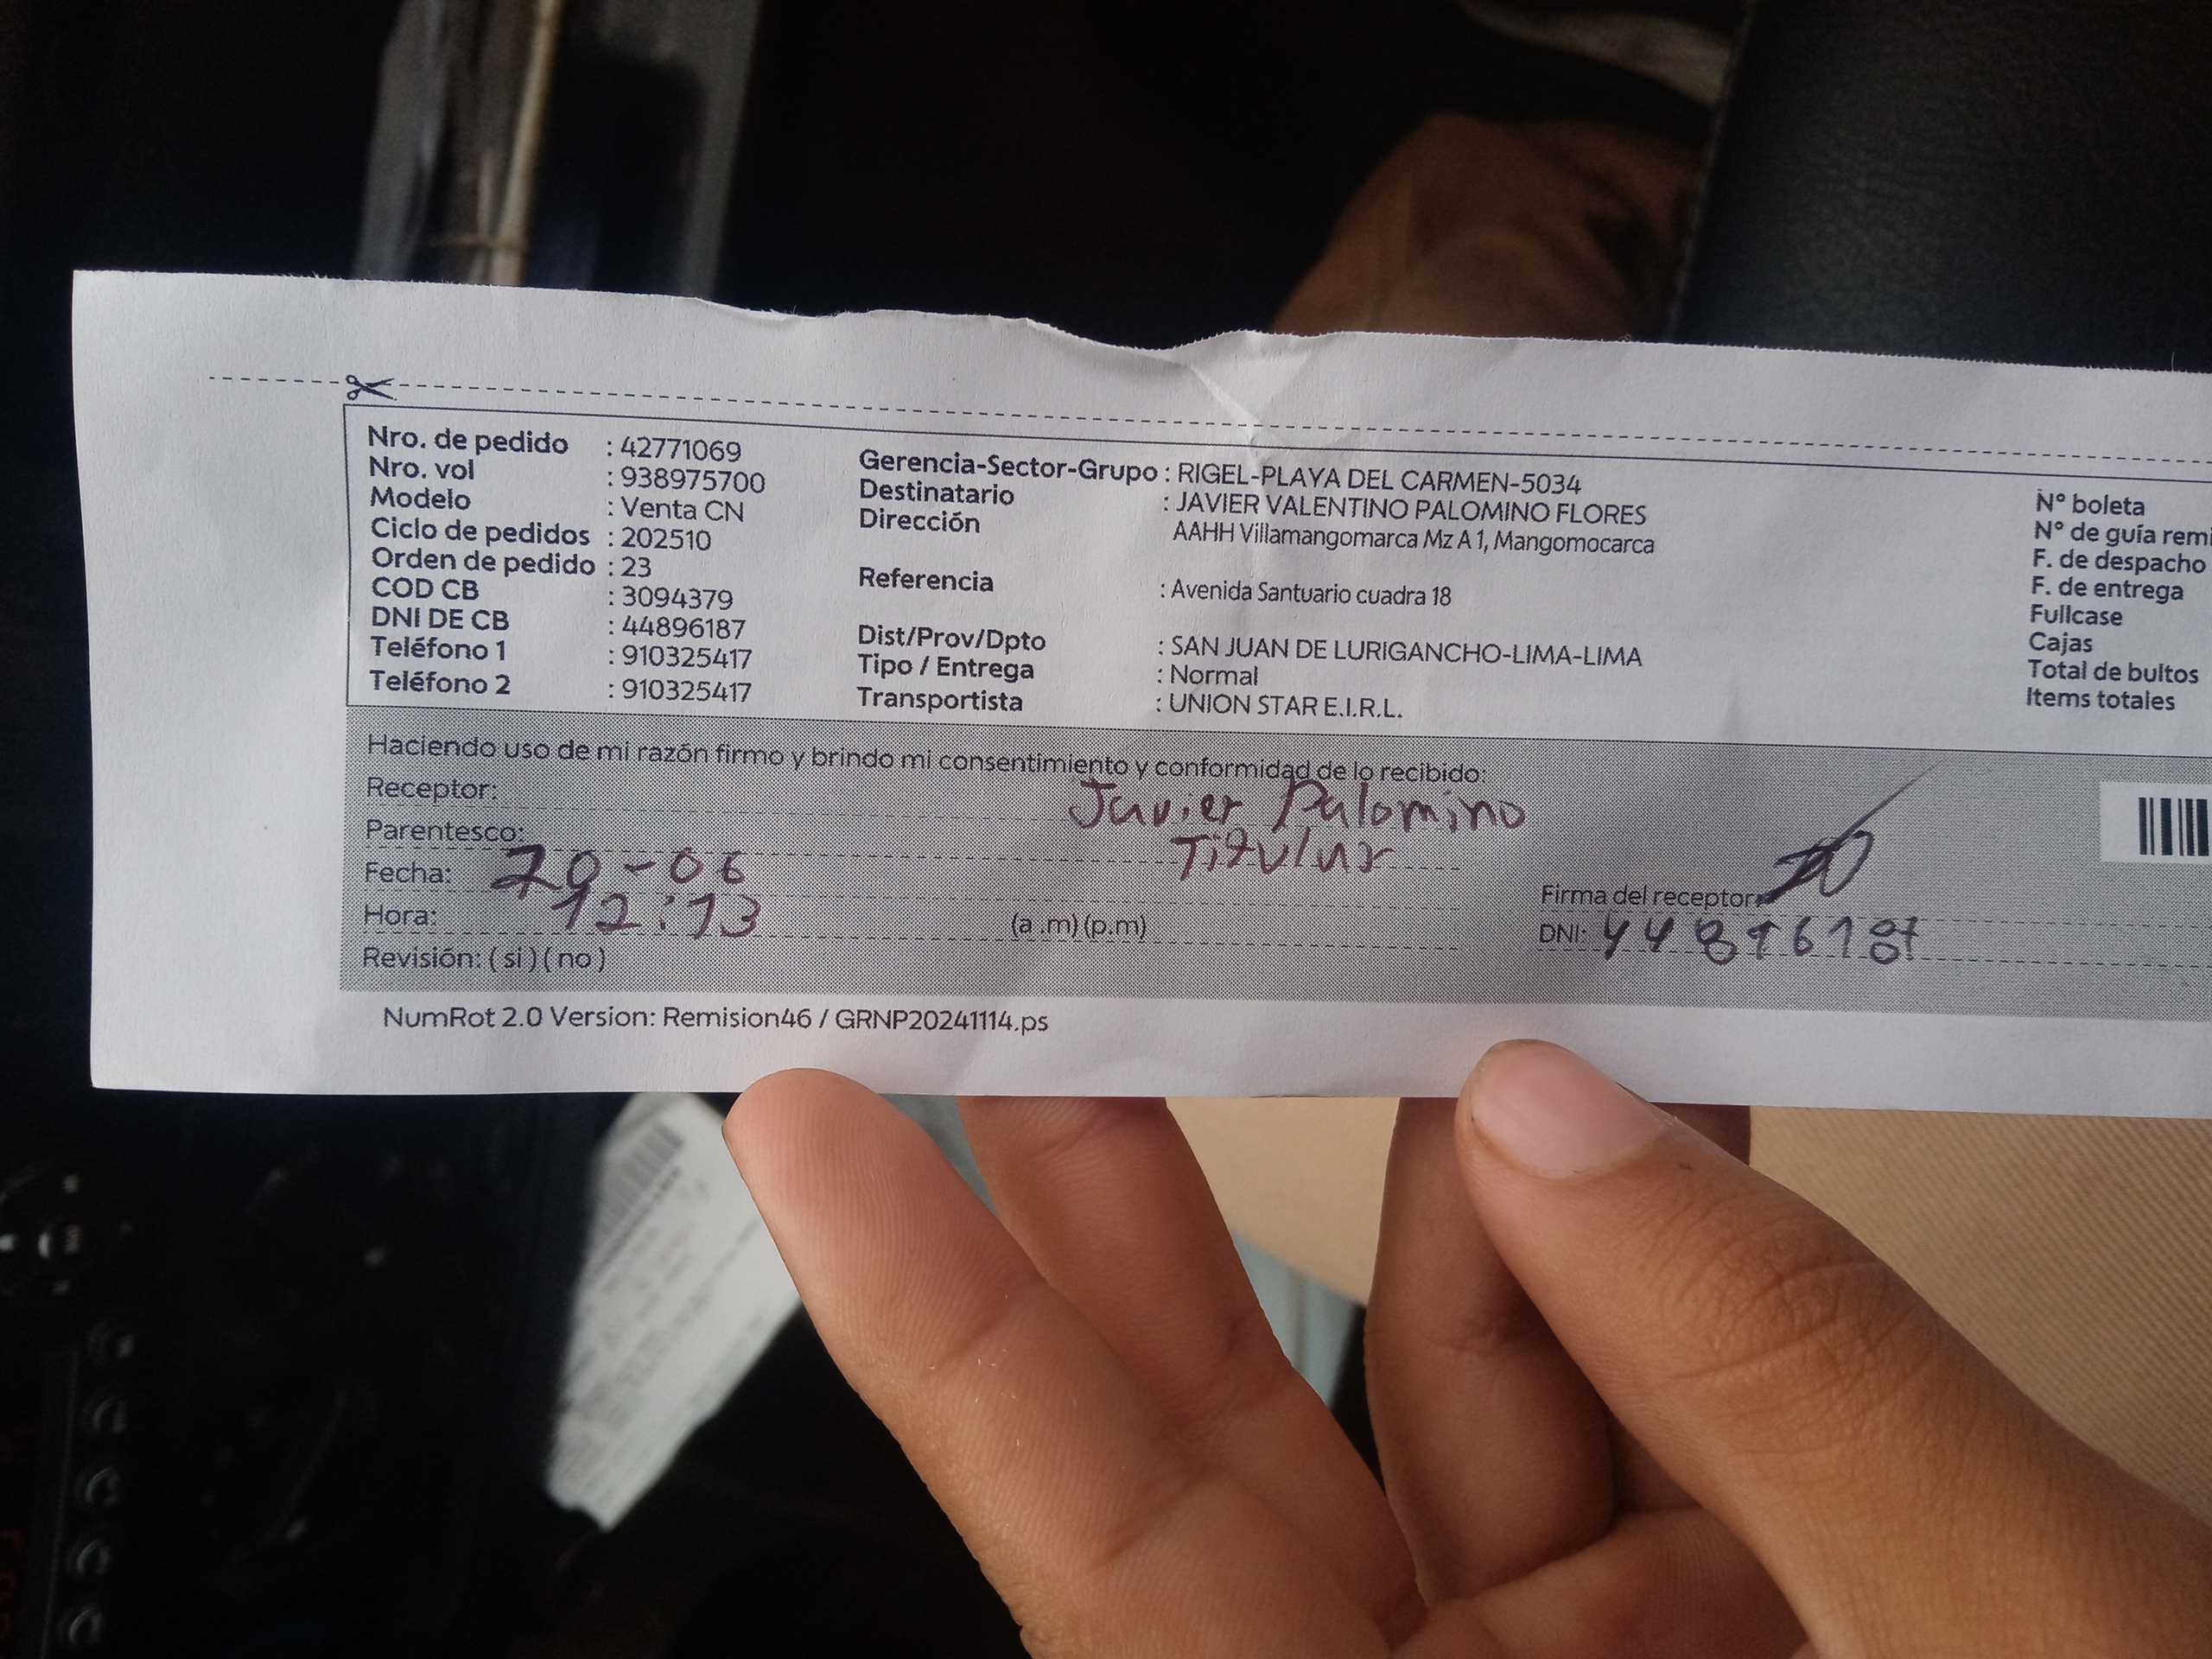 Nro. de pedido : 42771069
Nro. vol : 938975700
Modelo : Venta CN
Ciclo de pedidos : 202510
Orden de pedido : 23
COD CB : 3094379
DNI DE CB : 44896187
Teléfono 1 : 910325417
Teléfono 2 : 910325417
Gerencia-Sector-Grupo : RIGEL-PLAYA DEL CARMEN-5034
Destinatario : JAVIER VALENTINO PALOMINO FLORES
Dirección AAHH Villamangomarca Mz A 1, Mangomocarca
Referencia : Avenida Santuario cuadra 18
Dist/Prov/Dpto : SAN JUAN DE LURIGANCHO-LIMA-LIMA
Tipo / Entrega : Normal
Transportista : UNION STAR E.I.R.L.
N° boleta
N° de guía remi
F. de despacho
F. de entrega
Fullcase
Cajas
Total de bultos
Items totales
Haciendo uso de mi razón firmo y brindo mi consentimiento y conformidad de lo recibido:
Receptor: Javier Palomino
Parentesco: Titular
Fecha: 20-06
Hora: 12:13 (a .m) (p.m)
Revisión: ( si ) ( no )
Firma del receptor
DNI: 44896187
NumRot 2.0 Version: Remision46 / GRNP20241114.ps